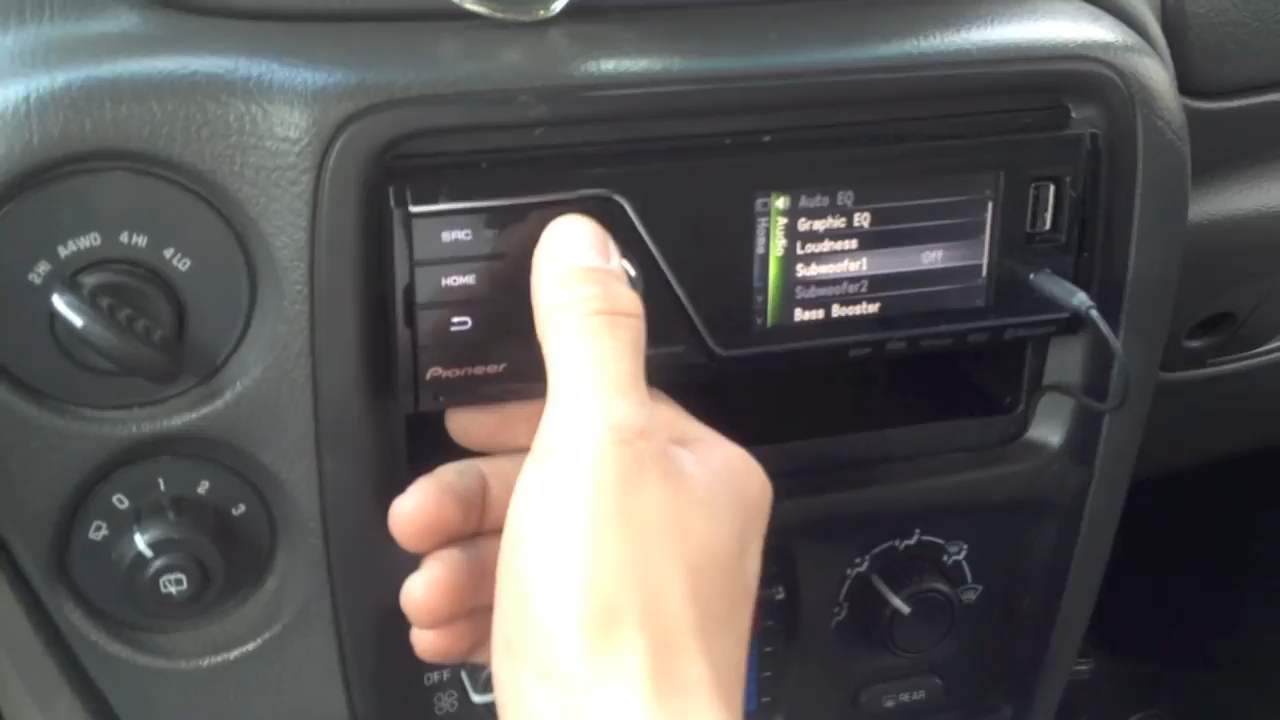 2HI
A4WD
4HI
4LO
0
1
2
3
SRC
HOME
Pioneer
Home
Audio
Auto EQ
Graphic EQ
Loudness
Subwoofer1 Off
Subwoofer2
Bass Booster
OFF
REAR